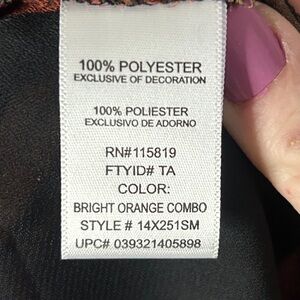 100% POLYESTER
EXCLUSIVE OF DECORATION
100% POLIESTER
EXCLUSIVO DE ADORNO
RN#115819
FTYID# TA
COLOR:
BRIGHT ORANGE COMBO
STYLE # 14X251SM
UPC# 039321405898